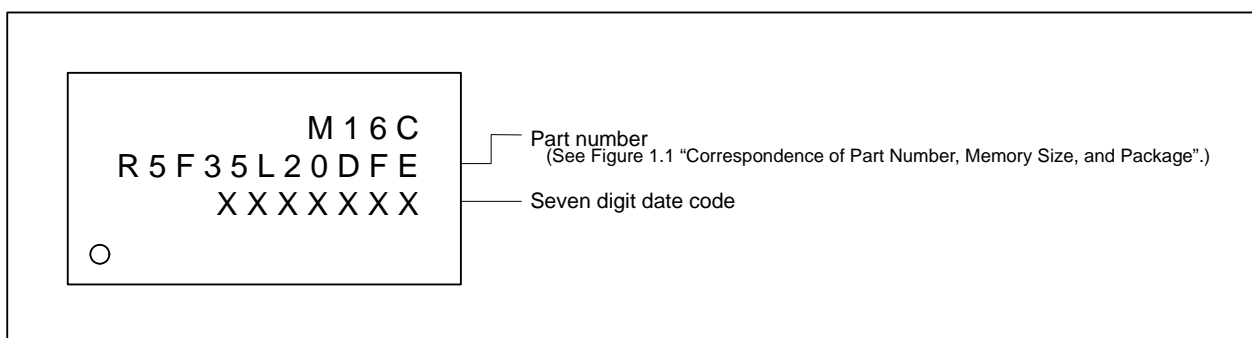 M16C
R5F35L20DFE
XXXXXXX
Part number
(See Figure 1.1 “Correspondence of Part Number, Memory Size, and Package”.)
Seven digit date code